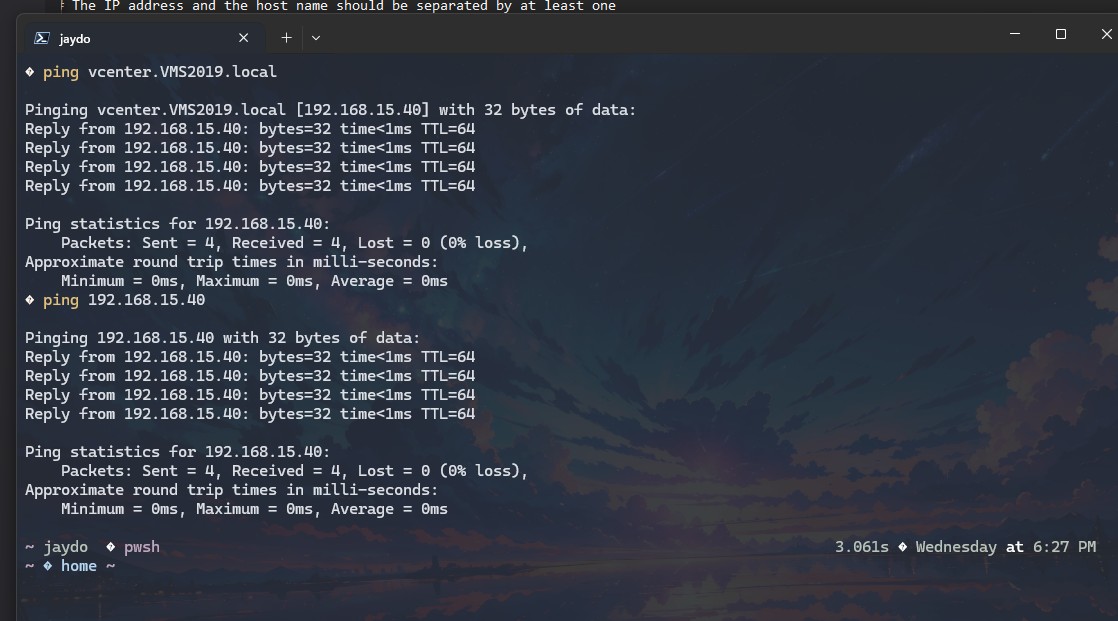 # The IP address and the host name should be separated by at least one
jaydo
� ping vcenter.VMS2019.local
Pinging vcenter.VMS2019.local [192.168.15.40] with 32 bytes of data:
Reply from 192.168.15.40: bytes=32 time<1ms TTL=64
Reply from 192.168.15.40: bytes=32 time<1ms TTL=64
Reply from 192.168.15.40: bytes=32 time<1ms TTL=64
Reply from 192.168.15.40: bytes=32 time<1ms TTL=64
Ping statistics for 192.168.15.40:
Packets: Sent = 4, Received = 4, Lost = 0 (0% loss),
Approximate round trip times in milli-seconds:
Minimum = 0ms, Maximum = 0ms, Average = 0ms
� ping 192.168.15.40
Pinging 192.168.15.40 with 32 bytes of data:
Reply from 192.168.15.40: bytes=32 time<1ms TTL=64
Reply from 192.168.15.40: bytes=32 time<1ms TTL=64
Reply from 192.168.15.40: bytes=32 time<1ms TTL=64
Reply from 192.168.15.40: bytes=32 time<1ms TTL=64
Ping statistics for 192.168.15.40:
Packets: Sent = 4, Received = 4, Lost = 0 (0% loss),
Approximate round trip times in milli-seconds:
Minimum = 0ms, Maximum = 0ms, Average = 0ms
~ jaydo � pwsh 3.061s � Wednesday at 6:27 PM
~ � home ~